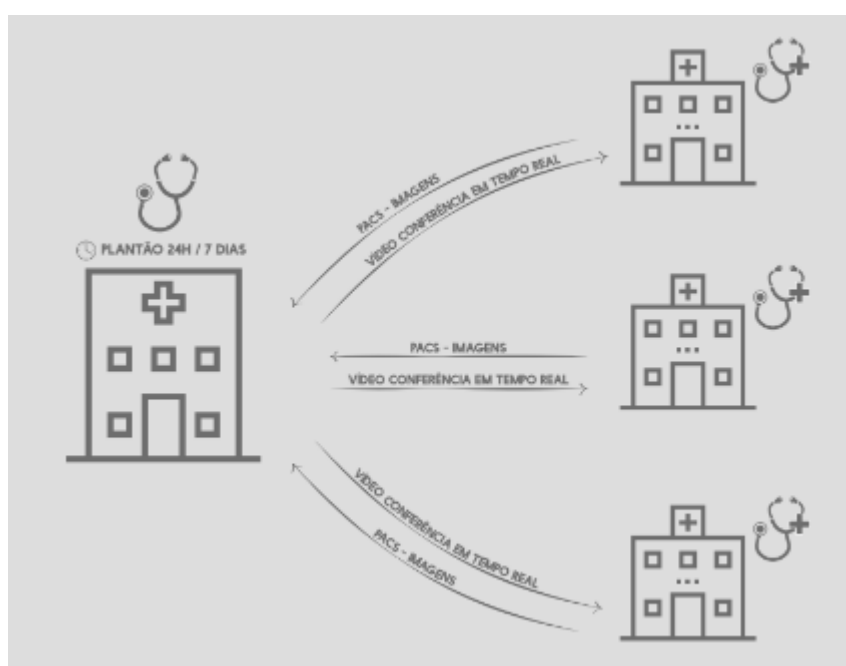 PLANTÃO 24H / 7 DIAS
PACS - IMAGENS
VÍDEO CONFERÊNCIA EM TEMPO REAL
PACS - IMAGENS
VÍDEO CONFERÊNCIA EM TEMPO REAL
VÍDEO CONFERÊNCIA EM TEMPO REAL
PACS - IMAGENS